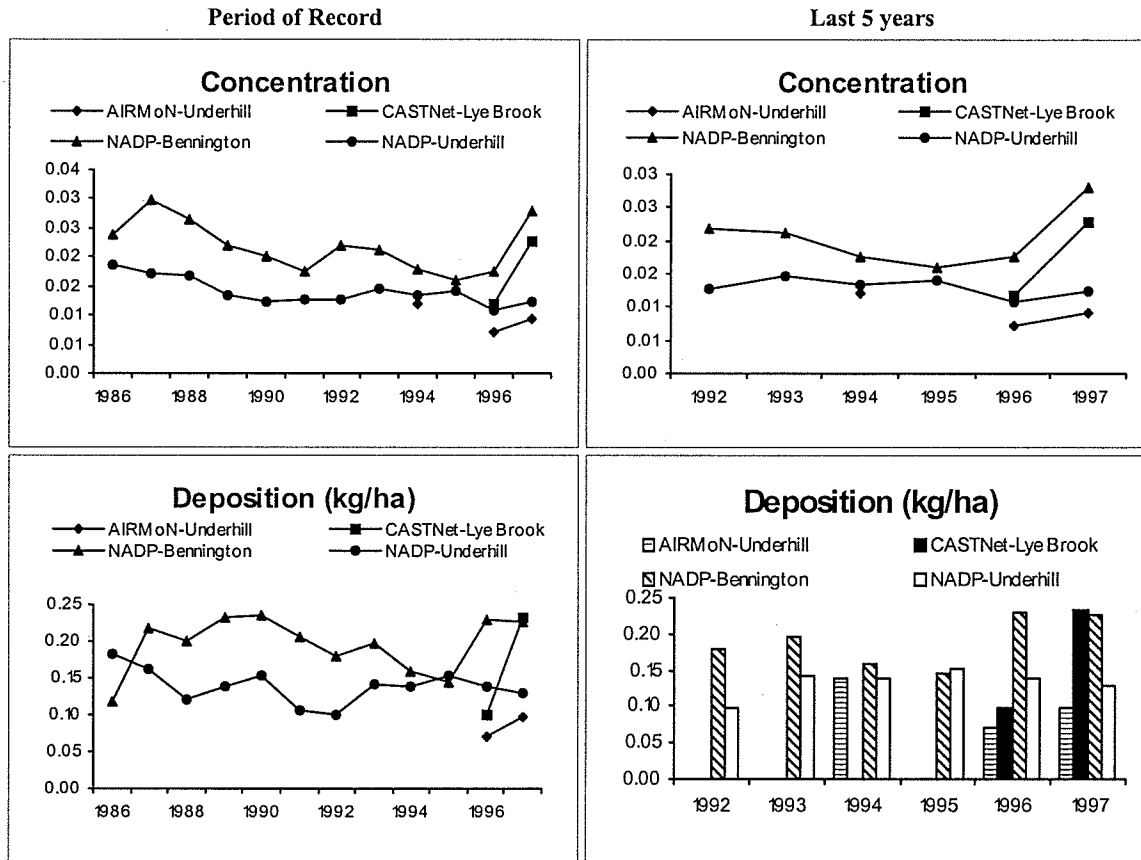 Period of Record
Last 5 years
Concentration
AIRMoN-Underhill
CASTNet-Lye Brook
NADP-Bennington
NADP-Underhill
0.04
0.03
0.03
0.02
0.02
0.01
0.01
0.00
1986 1988 1990 1992 1994 1996
Concentration
AIRMoN-Underhill
CASTNet-Lye Brook
NADP-Bennington
NADP-Underhill
0.03
0.03
0.02
0.02
0.01
0.01
0.00
1992 1993 1994 1995 1996 1997
Deposition (kg/ha)
AIRMoN-Underhill
CASTNet-Lye Brook
NADP-Bennington
NADP-Underhill
0.25
0.20
0.15
0.10
0.05
0.00
1986 1988 1990 1992 1994 1996
Deposition (kg/ha)
AIRMoN-Underhill
CASTNet-Lye Brook
NADP-Bennington
NADP-Underhill
0.25
0.20
0.15
0.10
0.05
0.00
1992 1993 1994 1995 1996 1997